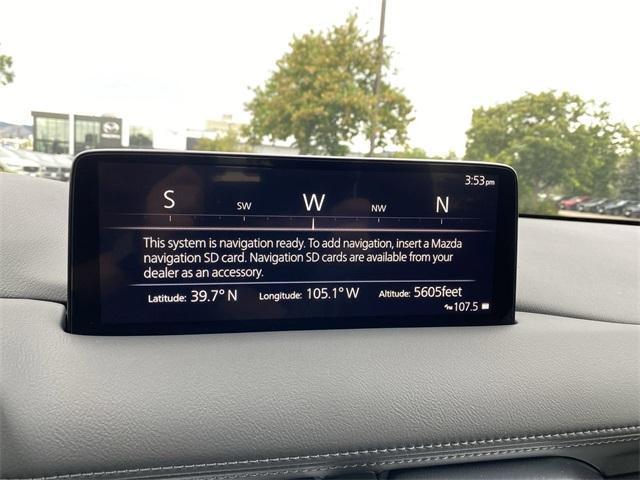 3:53pm
S SW W NW N
This system is navigation ready. To add navigation, insert a Mazda
navigation SD card. Navigation SD cards are available from your
dealer as an accessory.
Latitude: 39.7°N Longitude: 105.1°W Altitude: 5605feet
107.5